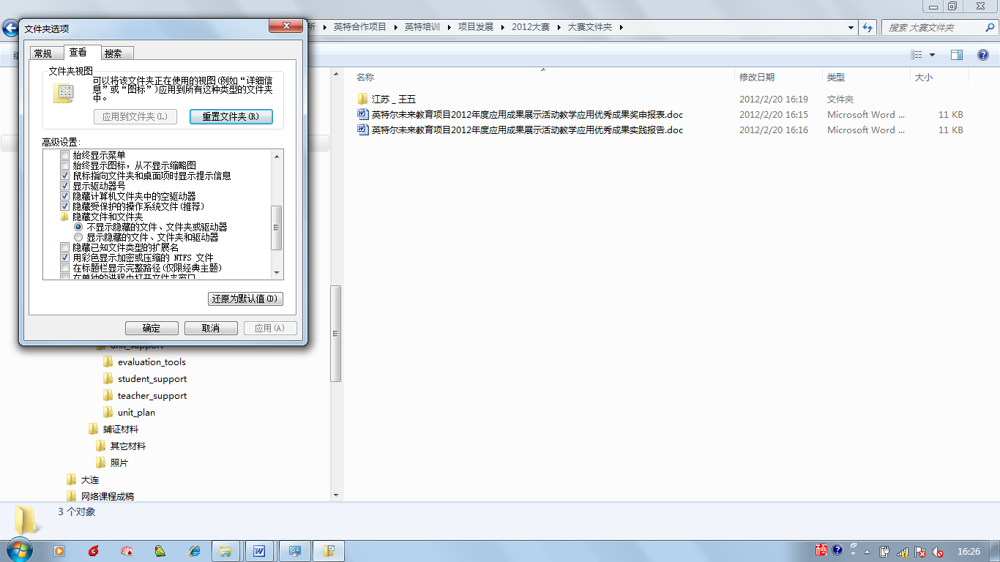 文件夹选项
英特合作项目
英特培训
项目发展
2012大赛
大赛文件夹
搜索 大赛文件夹
常规
查看
搜索
文件夹视图
可以将该文件夹正在使用的视图(例如“详细信
息”或“图标”)应用到所有这种类型的文件夹
中。
应用到文件夹(L)
重置文件夹(R)
高级设置:
始终显示菜单
始终显示图标，从不显示缩略图
鼠标指向文件夹和桌面项时显示提示信息
显示驱动器号
隐藏计算机文件夹中的空驱动器
隐藏受保护的操作系统文件(推荐)
隐藏文件和文件夹
不显示隐藏的文件、文件夹或驱动器
显示隐藏的文件、文件夹和驱动器
隐藏已知文件类型的扩展名
用彩色显示加密或压缩的 NTFS 文件
在标题栏显示完整路径(仅限经典主题)
在单独的进程中打开文件夹窗口
还原为默认值(D)
确定
取消
应用(A)
名称 修改日期 类型 大小
江苏 _ 王五 2012/2/20 16:19 文件夹
英特尔未来教育项目2012年度应用成果展示活动教学应用优秀成果奖申报表.doc 2012/2/20 16:15 Microsoft Word ... 11 KB
英特尔未来教育项目2012年度应用成果展示活动教学应用优秀成果实践报告.doc 2012/2/20 16:16 Microsoft Word ... 11 KB
unit_support
evaluation_tools
student_support
teacher_support
unit_plan
辅证材料
其它材料
照片
大连
网络课程成稿
3 个对象
16:26